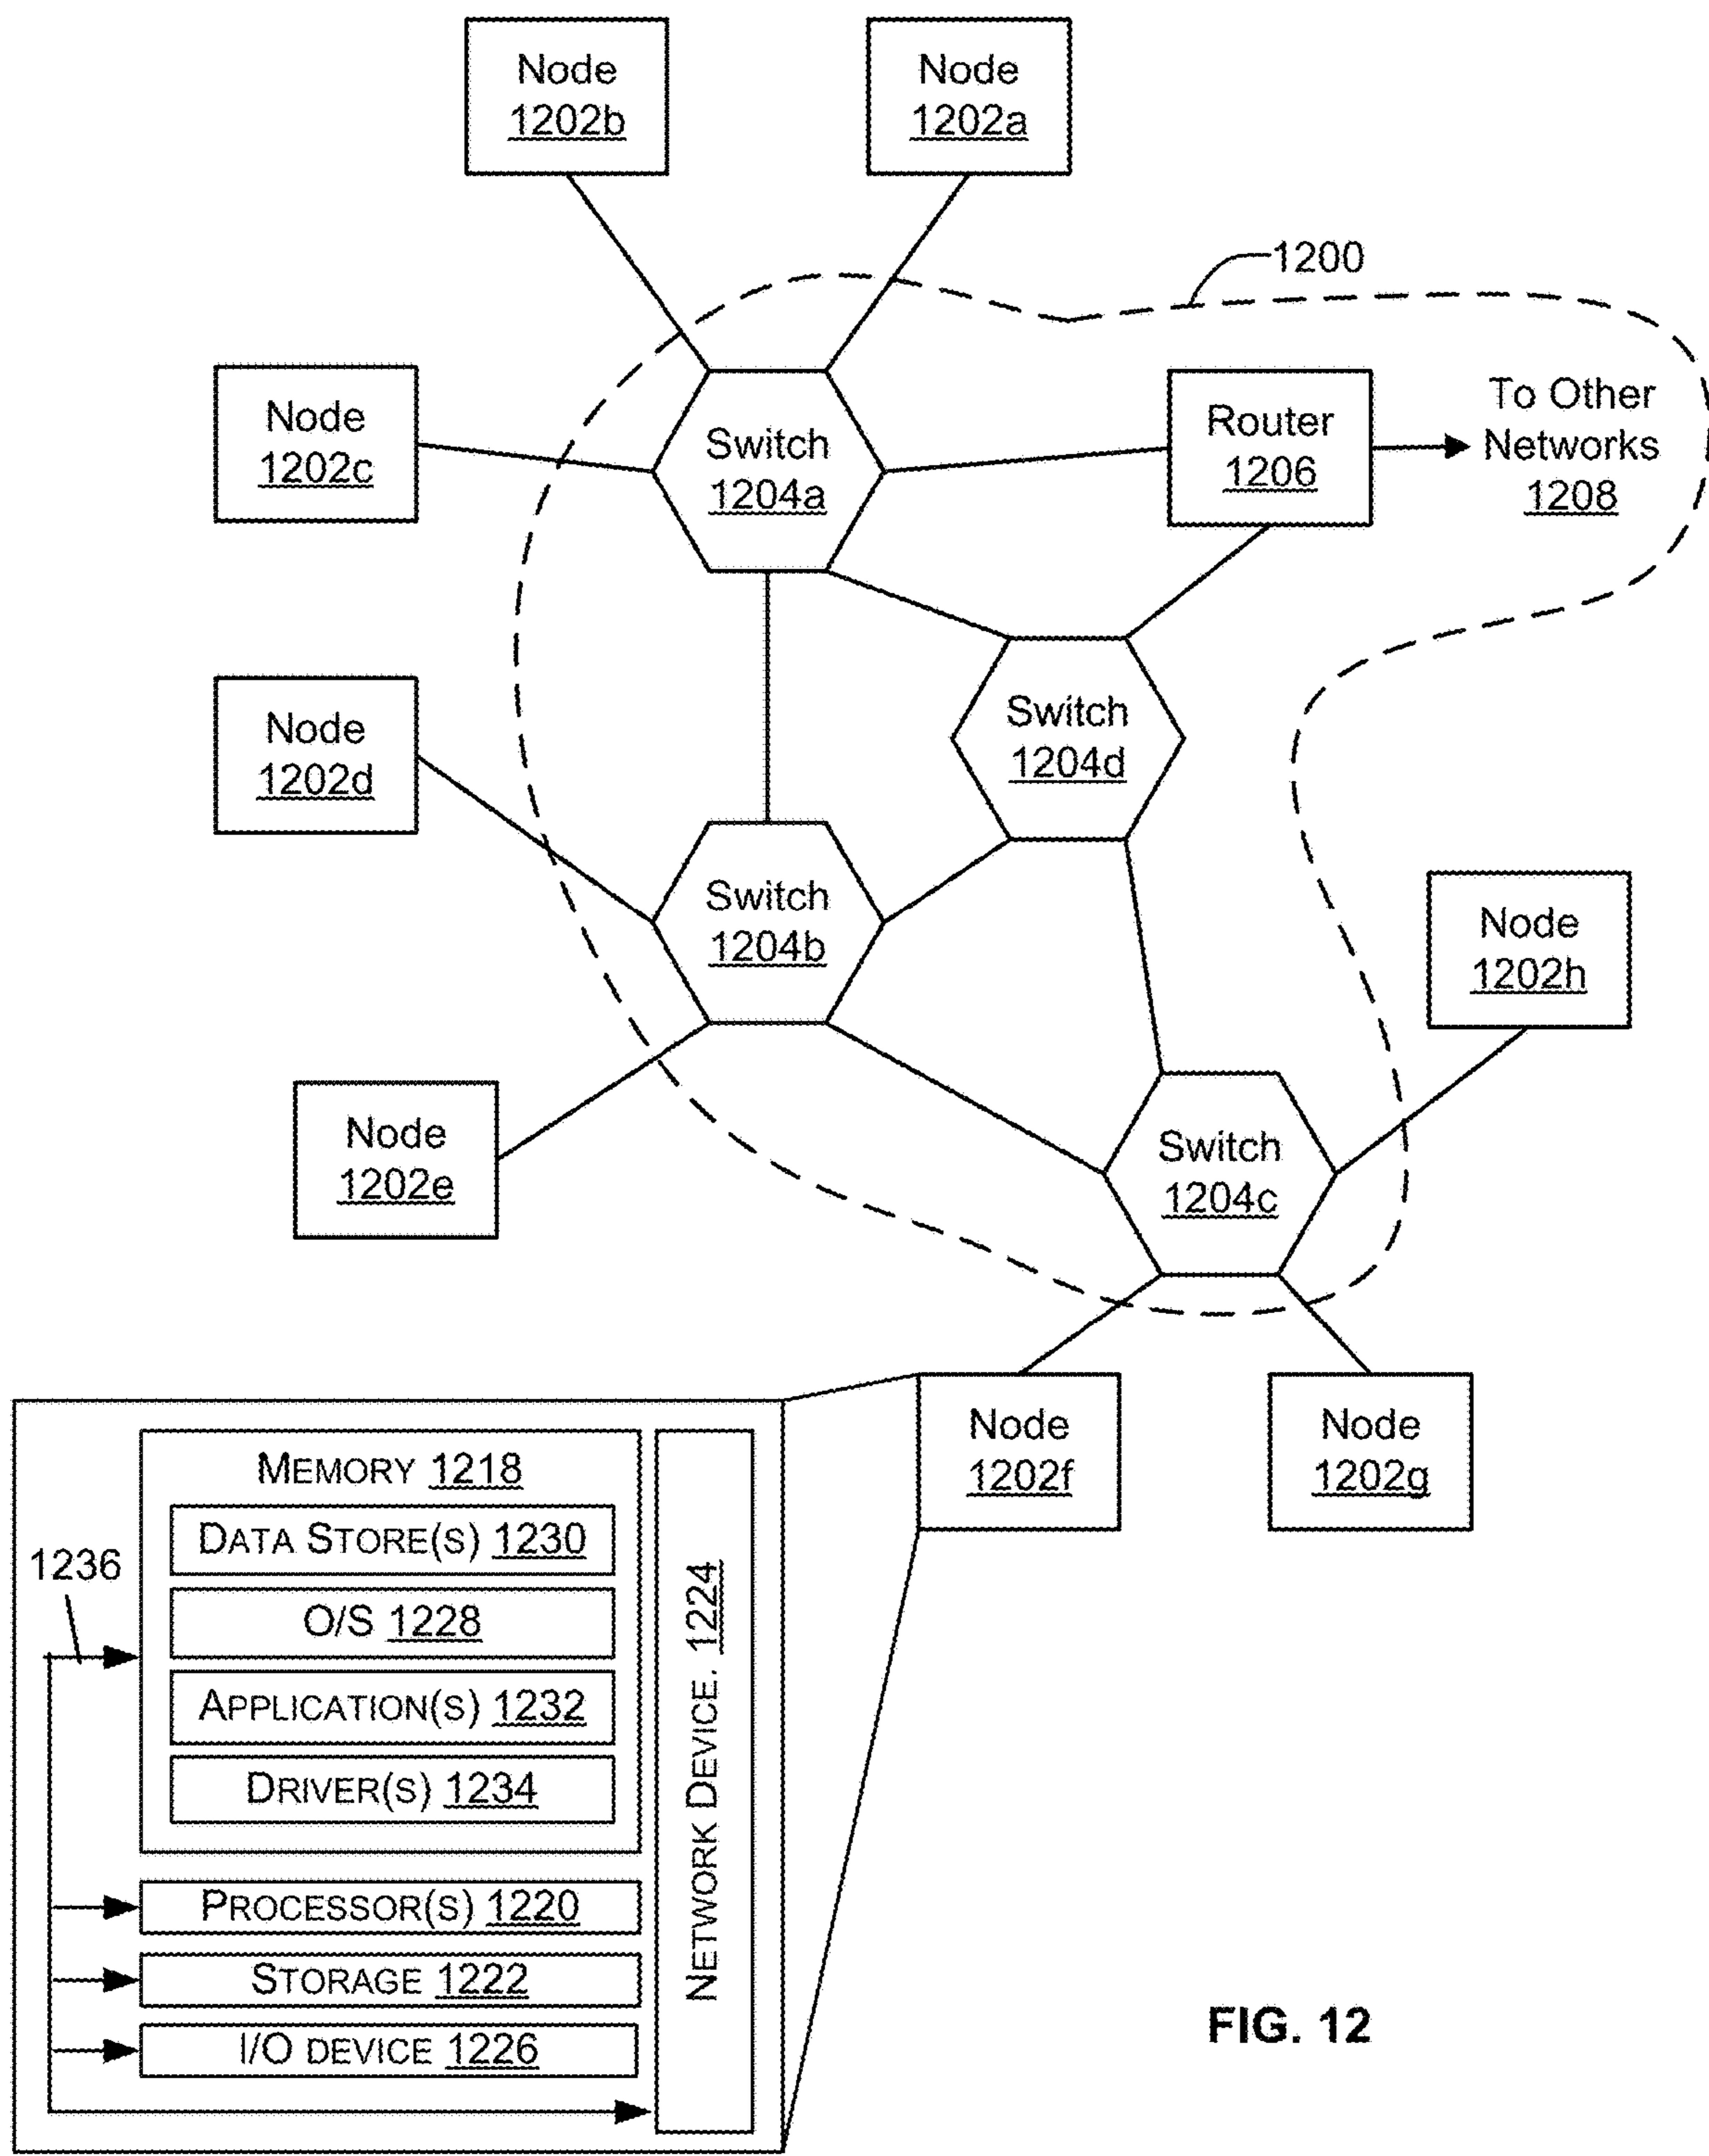 Node
1202b
Node
1202a
1200
Node
1202c
Switch
1204a
Router
1206
To Other
Networks
1208
Node
1202d
Switch
1204d
Switch
1204b
Node
1202h
Node
1202e
Switch
1204c
Node
1202f
Node
1202g
MEMORY 1218
DATA STORE(S) 1230
1236
O/S 1228
APPLICATION(S) 1232
DRIVER(S) 1234
PROCESSOR(S) 1220
STORAGE 1222
I/O DEVICE 1226
NETWORK DEVICE. 1224
FIG. 12